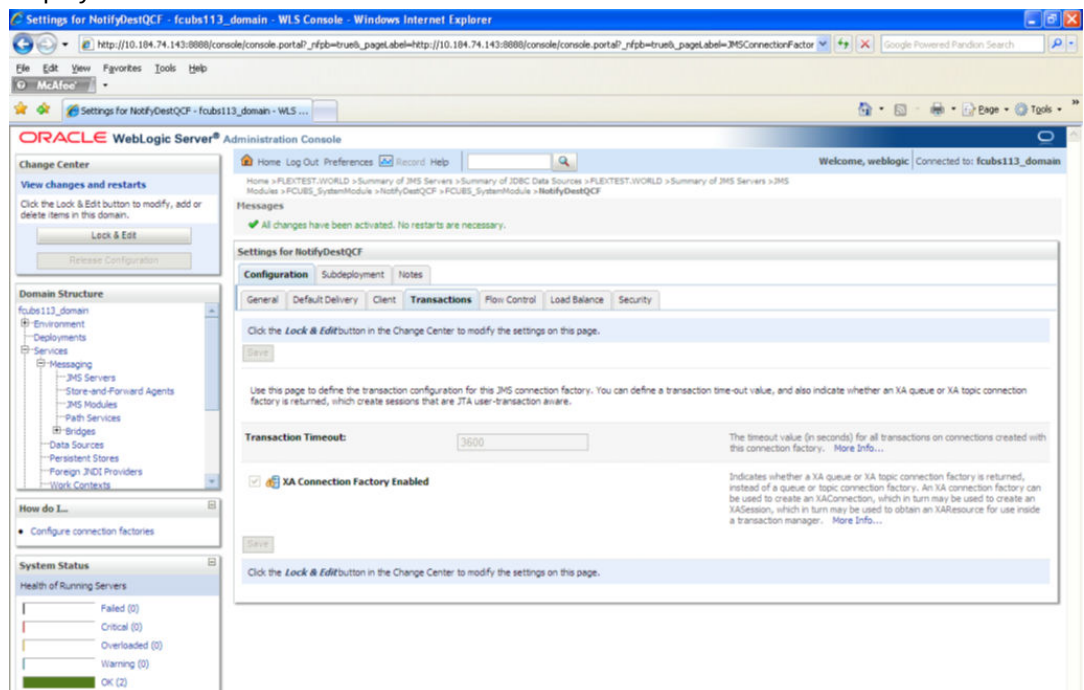 Settings for NotifyDestQCF - fcubs113_domain - WLS Console - Windows Internet Explorer
http://10.184.74.143:8888/console/console.portal?_nfpb=true&_pageLabel=http://10.184.74.143:8888/console/console.portal?_nfpb=true&_pageLabel=JMSConnectionFactor
Google Powered Pandion Search
File Edit View Favorites Tools Help
McAfee
Settings for NotifyDestQCF - fcubs113_domain - WLS ...
Page Tools
ORACLE WebLogic Server® Administration Console
Change Center
View changes and restarts
Click the Lock & Edit button to modify, add or
delete items in this domain.
Lock & Edit
Release Configuration
Domain Structure
fcubs113_domain
Environment
Deployments
Services
Messaging
JMS Servers
Store-and-Forward Agents
JMS Modules
Path Services
Bridges
Data Sources
Persistent Stores
Foreign JNDI Providers
Work Contexts
How do I...
Configure connection factories
System Status
Health of Running Servers
Failed (0)
Critical (0)
Overloaded (0)
Warning (0)
OK (2)
Home Log Out Preferences Record Help
Welcome, weblogic Connected to: fcubs113_domain
Home >FLEXTEST.WORLD >Summary of JMS Servers >Summary of JDBC Data Sources >FLEXTEST.WORLD >Summary of JMS Servers >JMS
Modules >FCUBS_SystemModule >NotifyDestQCF >FCUBS_SystemModule >NotifyDestQCF
Messages
All changes have been activated. No restarts are necessary.
Settings for NotifyDestQCF
Configuration Subdeployment Notes
General Default Delivery Client Transactions Flow Control Load Balance Security
Click the Lock & Edit button in the Change Center to modify the settings on this page.
Save
Use this page to define the transaction configuration for this JMS connection factory. You can define a transaction time-out value, and also indicate whether an XA queue or XA topic connection
factory is returned, which create sessions that are JTA user-transaction aware.
Transaction Timeout:
3600
The timeout value (in seconds) for all transactions on connections created with
this connection factory. More Info...
XA Connection Factory Enabled
Indicates whether a XA queue or XA topic connection factory is returned,
instead of a queue or topic connection factory. An XA connection factory can
be used to create an XAConnection, which in turn may be used to create an
XASession, which in turn may be used to obtain an XAResource for use inside
a transaction manager. More Info...
Save
Click the Lock & Edit button in the Change Center to modify the settings on this page.